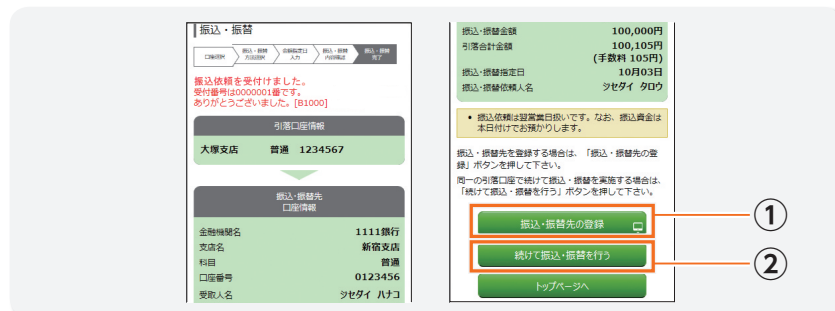 振込・振替
口座選択
振込・振替
方法選択
依頼指定日
入力
振込・振替
内容確認
振込・振替
完了
振込依頼を受付けました。
受付番号は0000001番です。
ありがとうございました。[B1000]
引落口座情報
大塚支店 普通 1234567
振込・振替先
口座情報
金融機関名 1111銀行
支店名 新宿支店
科目 普通
口座番号 0123456
受取人名 シセダイ ハナコ
振込・振替金額 100,000円
引落合計金額 100,105円
(手数料 105円)
振込・振替指定日 10月03日
振込・振替依頼人名 シセダイ タロウ
• 振込依頼は翌営業日扱いです。なお、振込資金は
本日付けでお預かりします。
振込・振替先を登録する場合は、「振込・振替先の登
録」ボタンを押して下さい。
同一の引落口座で続けて振込・振替を実施する場合は、
「続けて振込・振替を行う」ボタンを押して下さい。
振込・振替先の登録
①
続けて振込・振替を行う
②
トップページへ